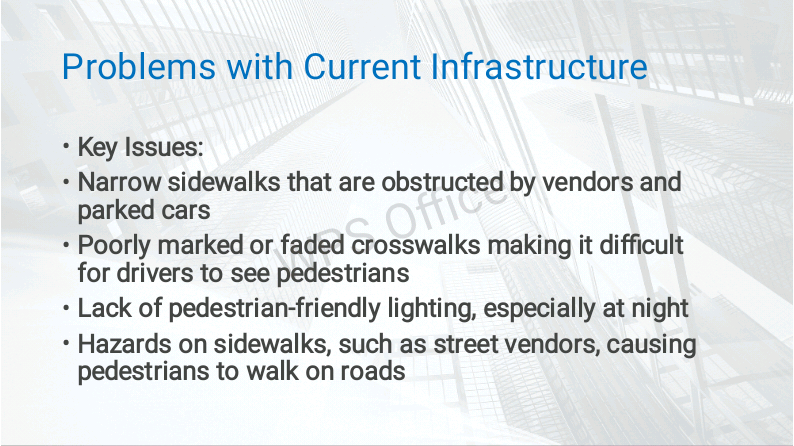 Problems with Current Infrastructure
• Key Issues:
• Narrow sidewalks that are obstructed by vendors and
parked cars
• Poorly marked or faded crosswalks making it difficult
for drivers to see pedestrians
• Lack of pedestrian-friendly lighting, especially at night
• Hazards on sidewalks, such as street vendors, causing
pedestrians to walk on roads
WPS Office